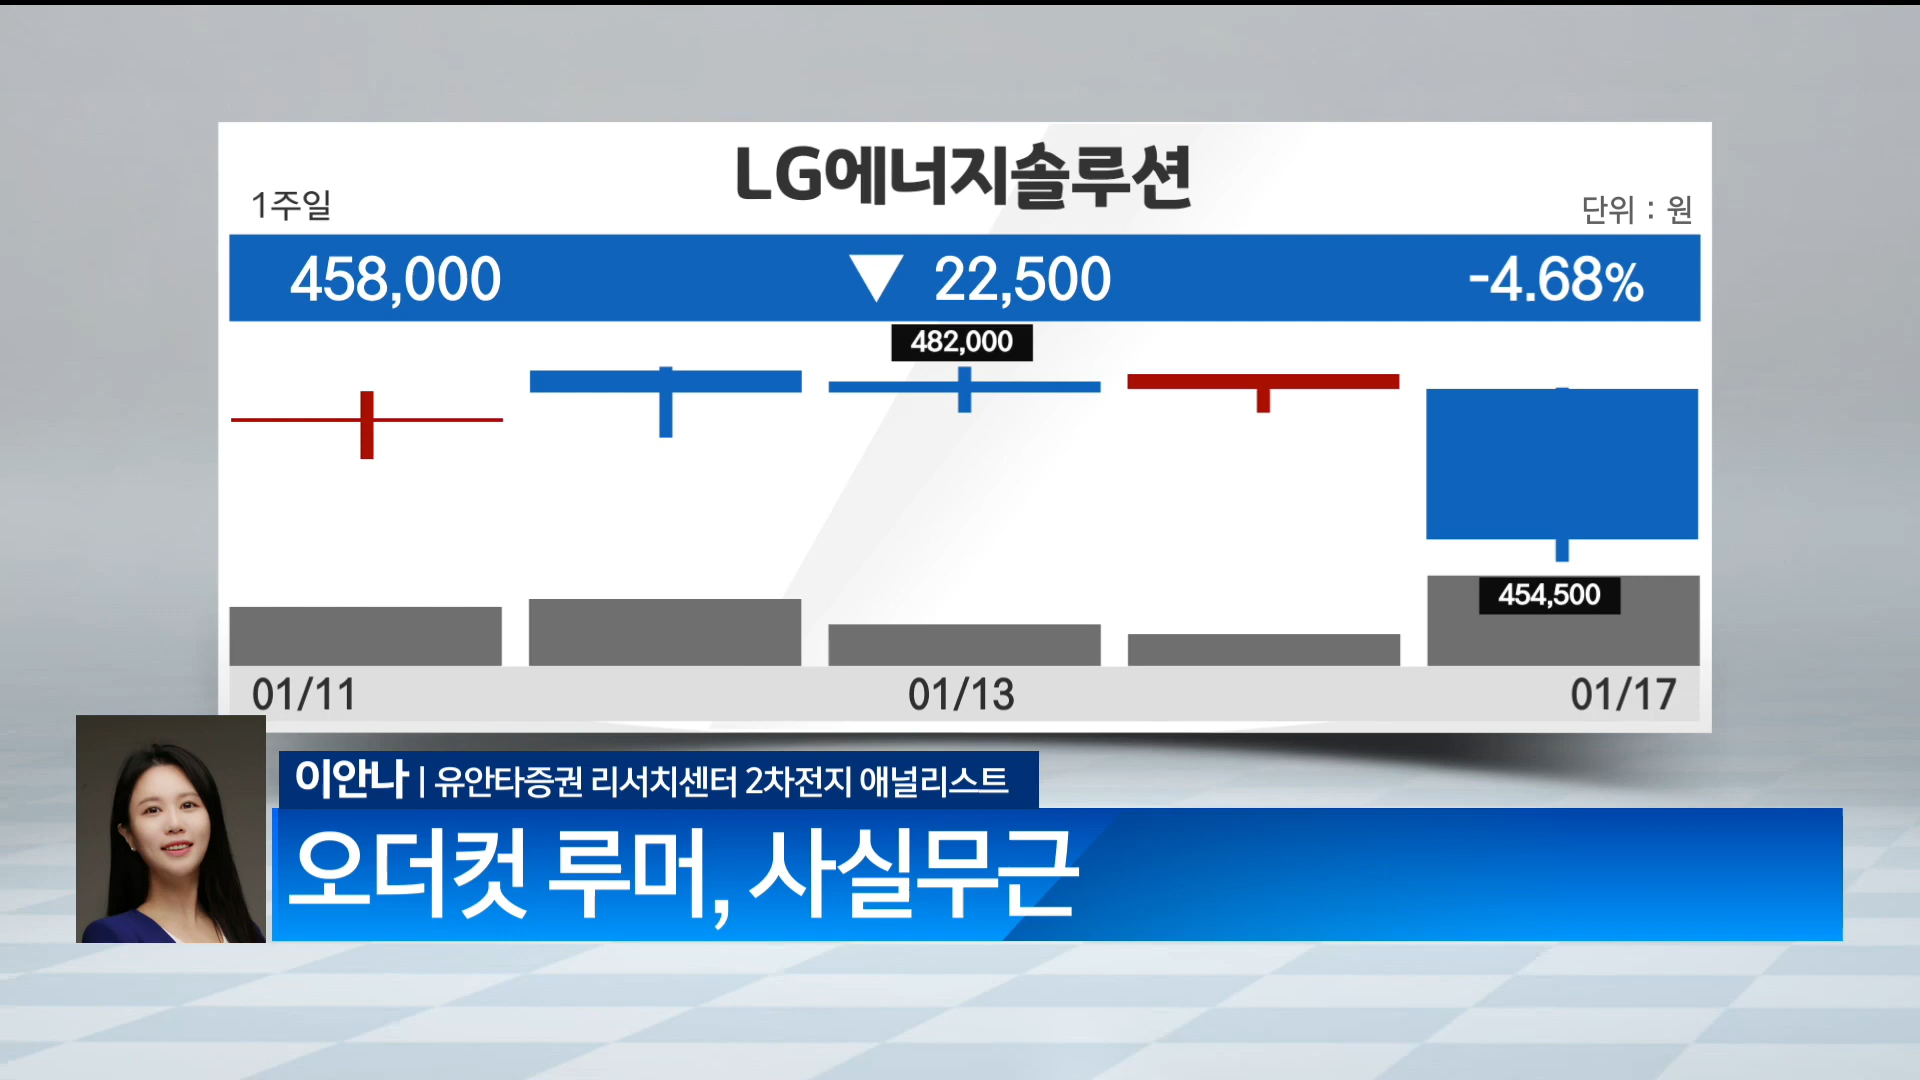 LG에너지솔루션
1주일
단위 : 원
458,000 ▼ 22,500 -4.68%
482,000
454,500
01/11 01/13 01/17
이안나 | 유안타증권 리서치센터 2차전지 애널리스트
오더컷 루머, 사실무근